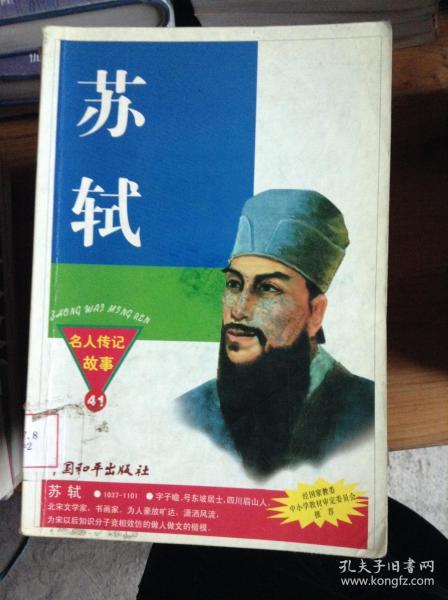 苏
轼
ZHONG WAI MING REN
名人传记
故事
41
.8
2
中国和平出版社
苏 轼 ●1037-1101 ●字子瞻,号东坡居士,四川眉山人,
北宋文学家、书画家。为人豪放旷达、潇洒风流,
为宋以后知识分子竞相效仿的做人做文的楷模。
经国家教委
中小学教材审定委员会
推荐
孔夫子旧书网
www.kongfz.com